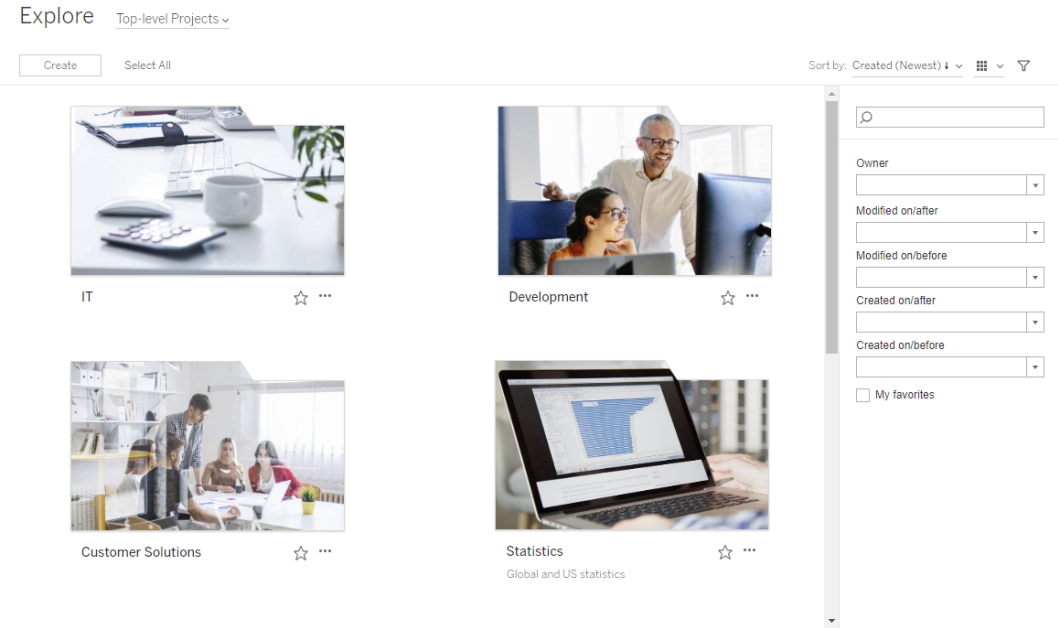 Explore Top-level Projects
Create Select All Sort by: Created (Newest)
Owner
Modified on/after
Modified on/before
Created on/after
Created on/before
My favorites
IT
Development
Customer Solutions
Statistics
Global and US statistics